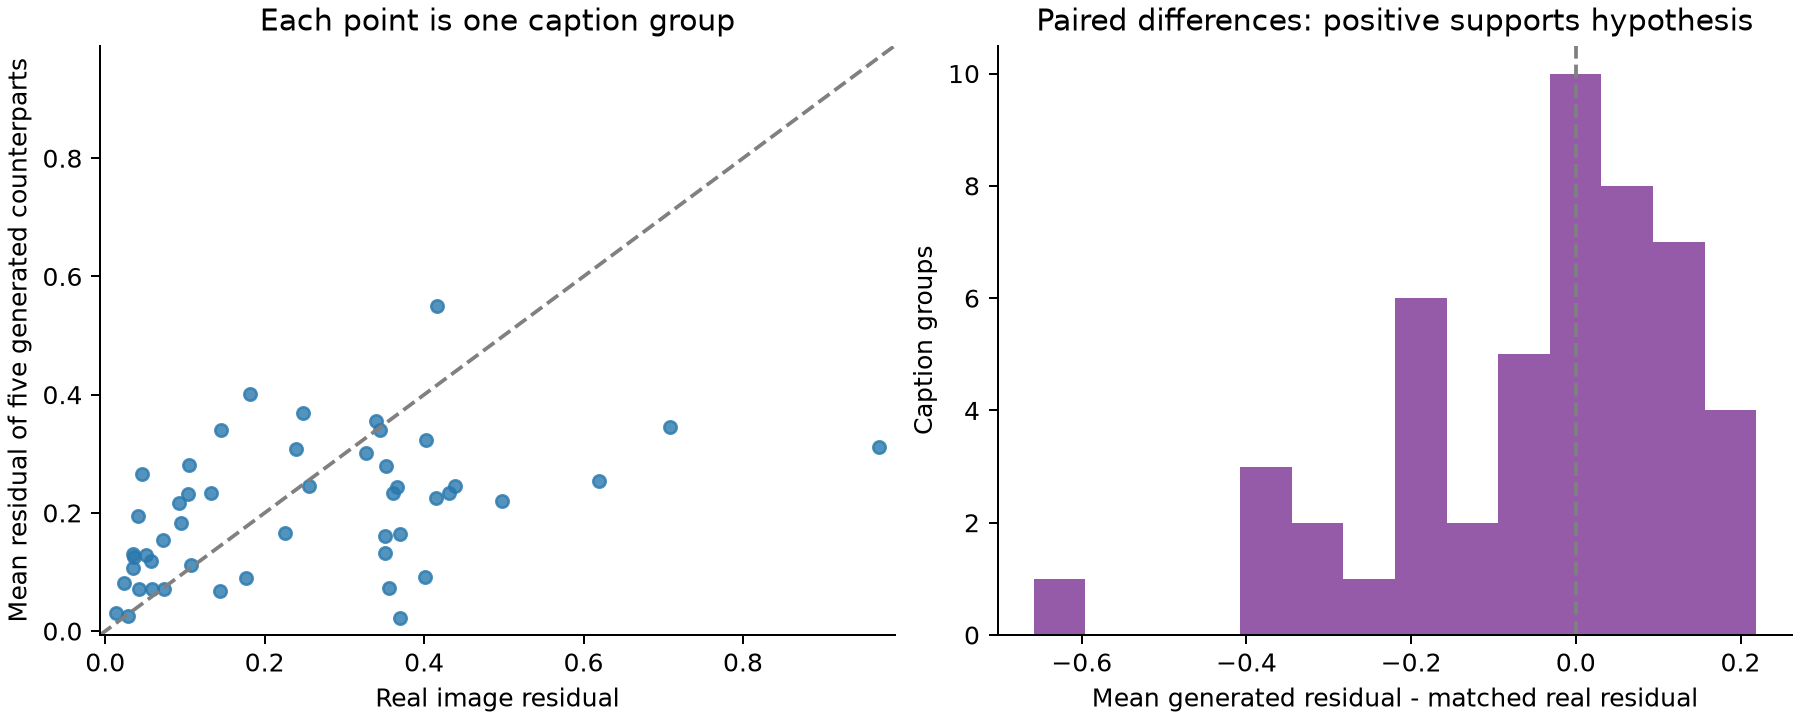 Each point is one caption group
Mean residual of five generated counterparts
0.8
0.6
0.4
0.2
0.0
0.0 0.2 0.4 0.6 0.8
Real image residual
Paired differences: positive supports hypothesis
Caption groups
10
8
6
4
2
0
−0.6 −0.4 −0.2 0.0 0.2
Mean generated residual - matched real residual